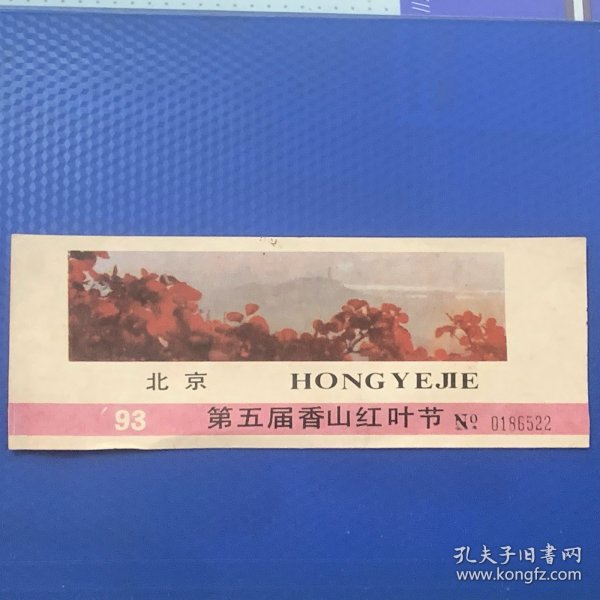 北京 HONGYEJIE
93 第五届香山红叶节 № 0186522
孔夫子旧书网
www.kongfz.com